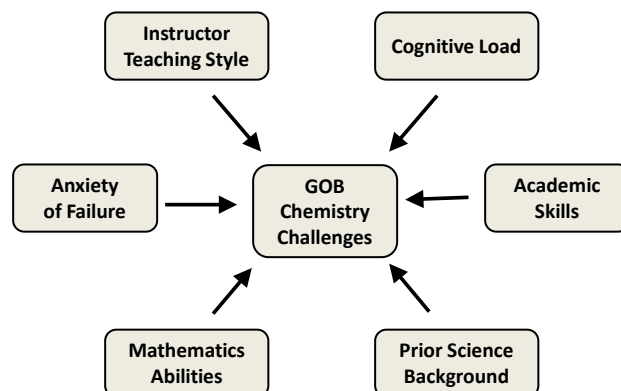 Instructor
Teaching Style
Cognitive Load
Anxiety
of Failure
GOB
Chemistry
Challenges
Academic
Skills
Mathematics
Abilities
Prior Science
Background